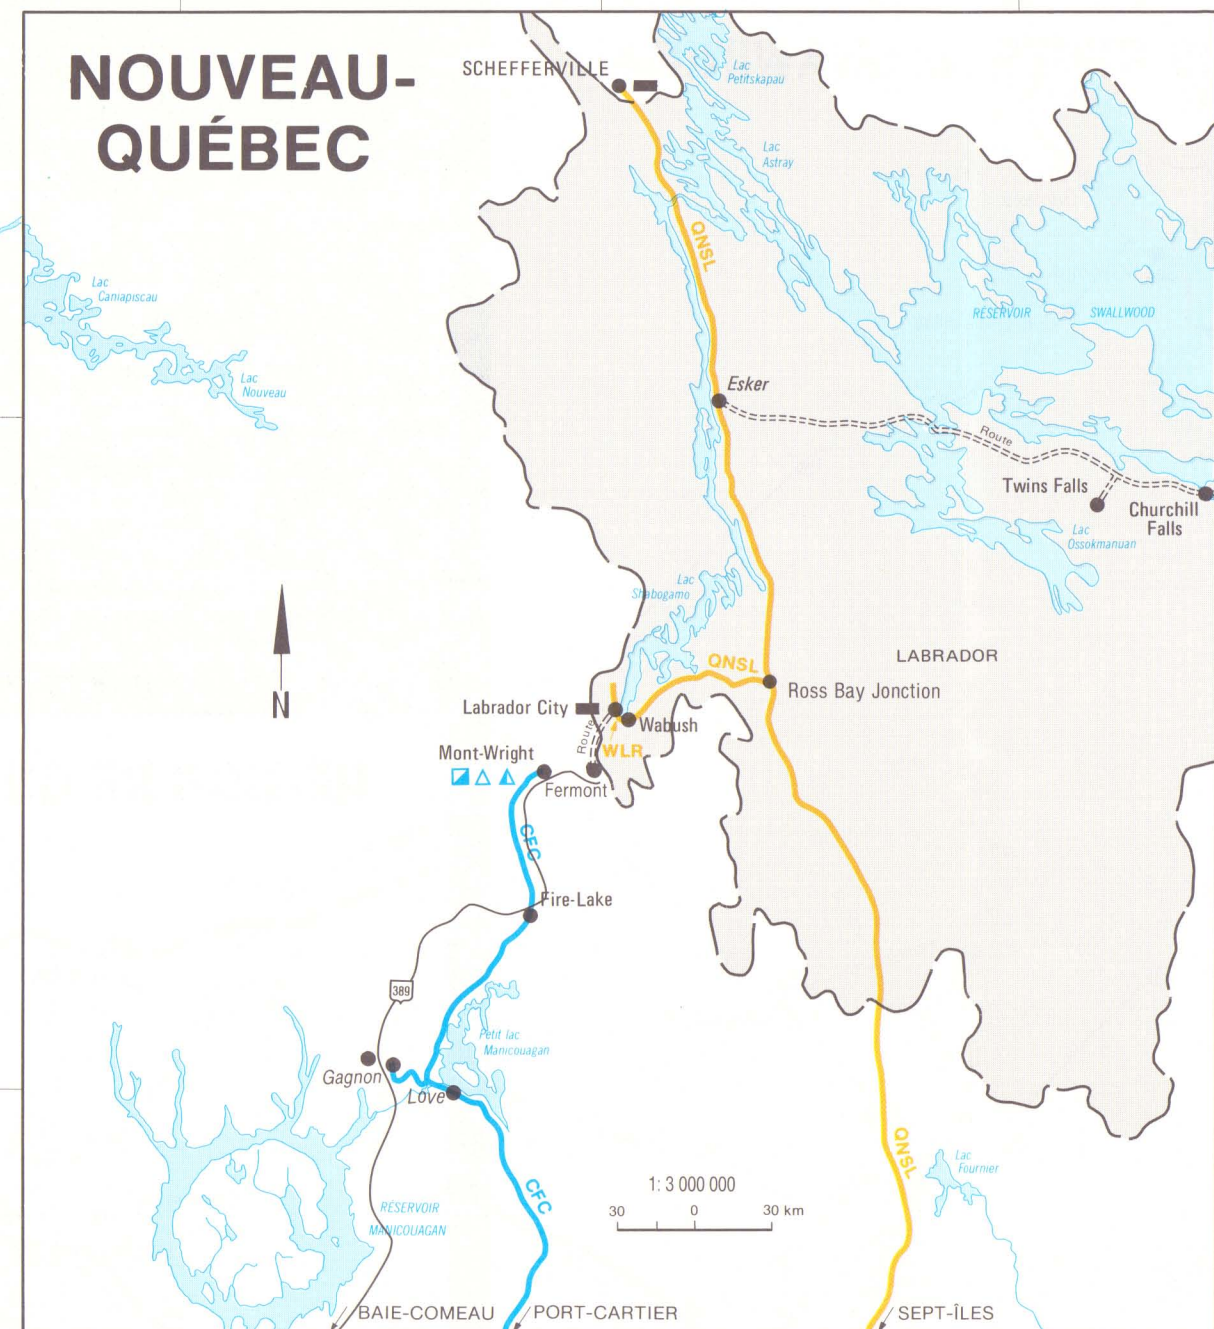 NOUVEAU-
QUÉBEC
SCHEFFERVILLE
Lac
Petitskapau
Lac
Astray
QNSL
Lac
Caniapiscau
RÉSERVOIR SWALLWOOD
Lac
Nouveau
Esker
Route
Twins Falls
Churchill
Falls
Lac
Ossokmanuan
Lac
Shabogamo
LABRADOR
QNSL
Ross Bay Jonction
N
Labrador City
Wabush
Route
WLR
Mont-Wright
Fermont
CFC
Fire-Lake
389
Petit lac
Manicouagan
Gagnon
Love
QNSL
Lac
Fournier
1: 3 000 000
30 0 30 km
CFC
RÉSERVOIR
MANICOUAGAN
BAIE-COMEAU
PORT-CARTIER
SEPT-ÎLES